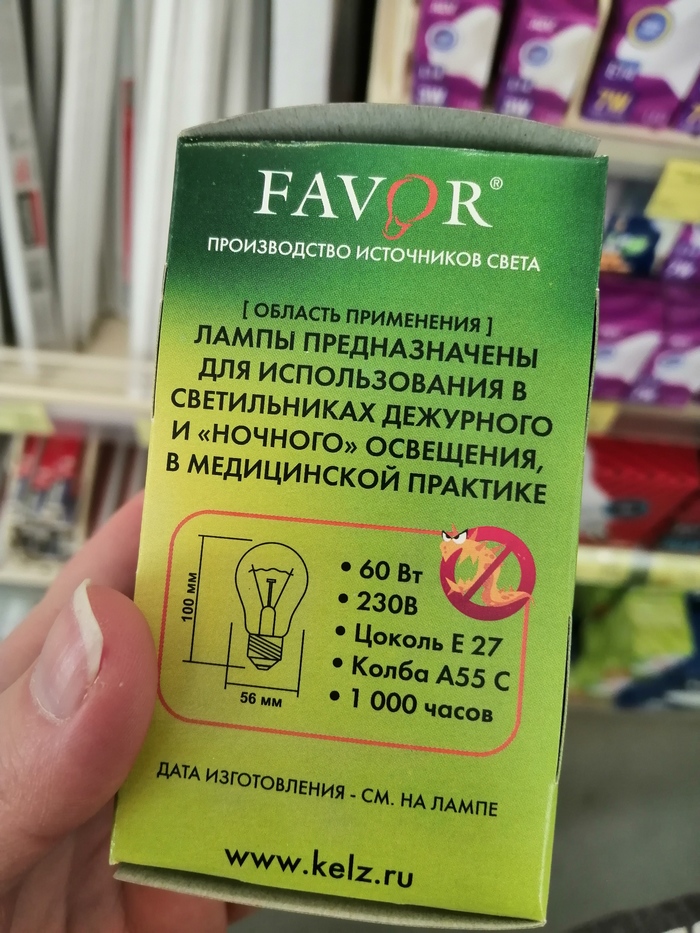 FAVOR®
ПРОИЗВОДСТВО ИСТОЧНИКОВ СВЕТА
[ ОБЛАСТЬ ПРИМЕНЕНИЯ ]
ЛАМПЫ ПРЕДНАЗНАЧЕНЫ
ДЛЯ ИСПОЛЬЗОВАНИЯ В
СВЕТИЛЬНИКАХ ДЕЖУРНОГО
И «НОЧНОГО» ОСВЕЩЕНИЯ,
В МЕДИЦИНСКОЙ ПРАКТИКЕ
100 мм
56 мм
• 60 Вт
• 230В
• Цоколь Е 27
• Колба А55 С
• 1 000 часов
ДАТА ИЗГОТОВЛЕНИЯ - СМ. НА ЛАМПЕ
www.kelz.ru